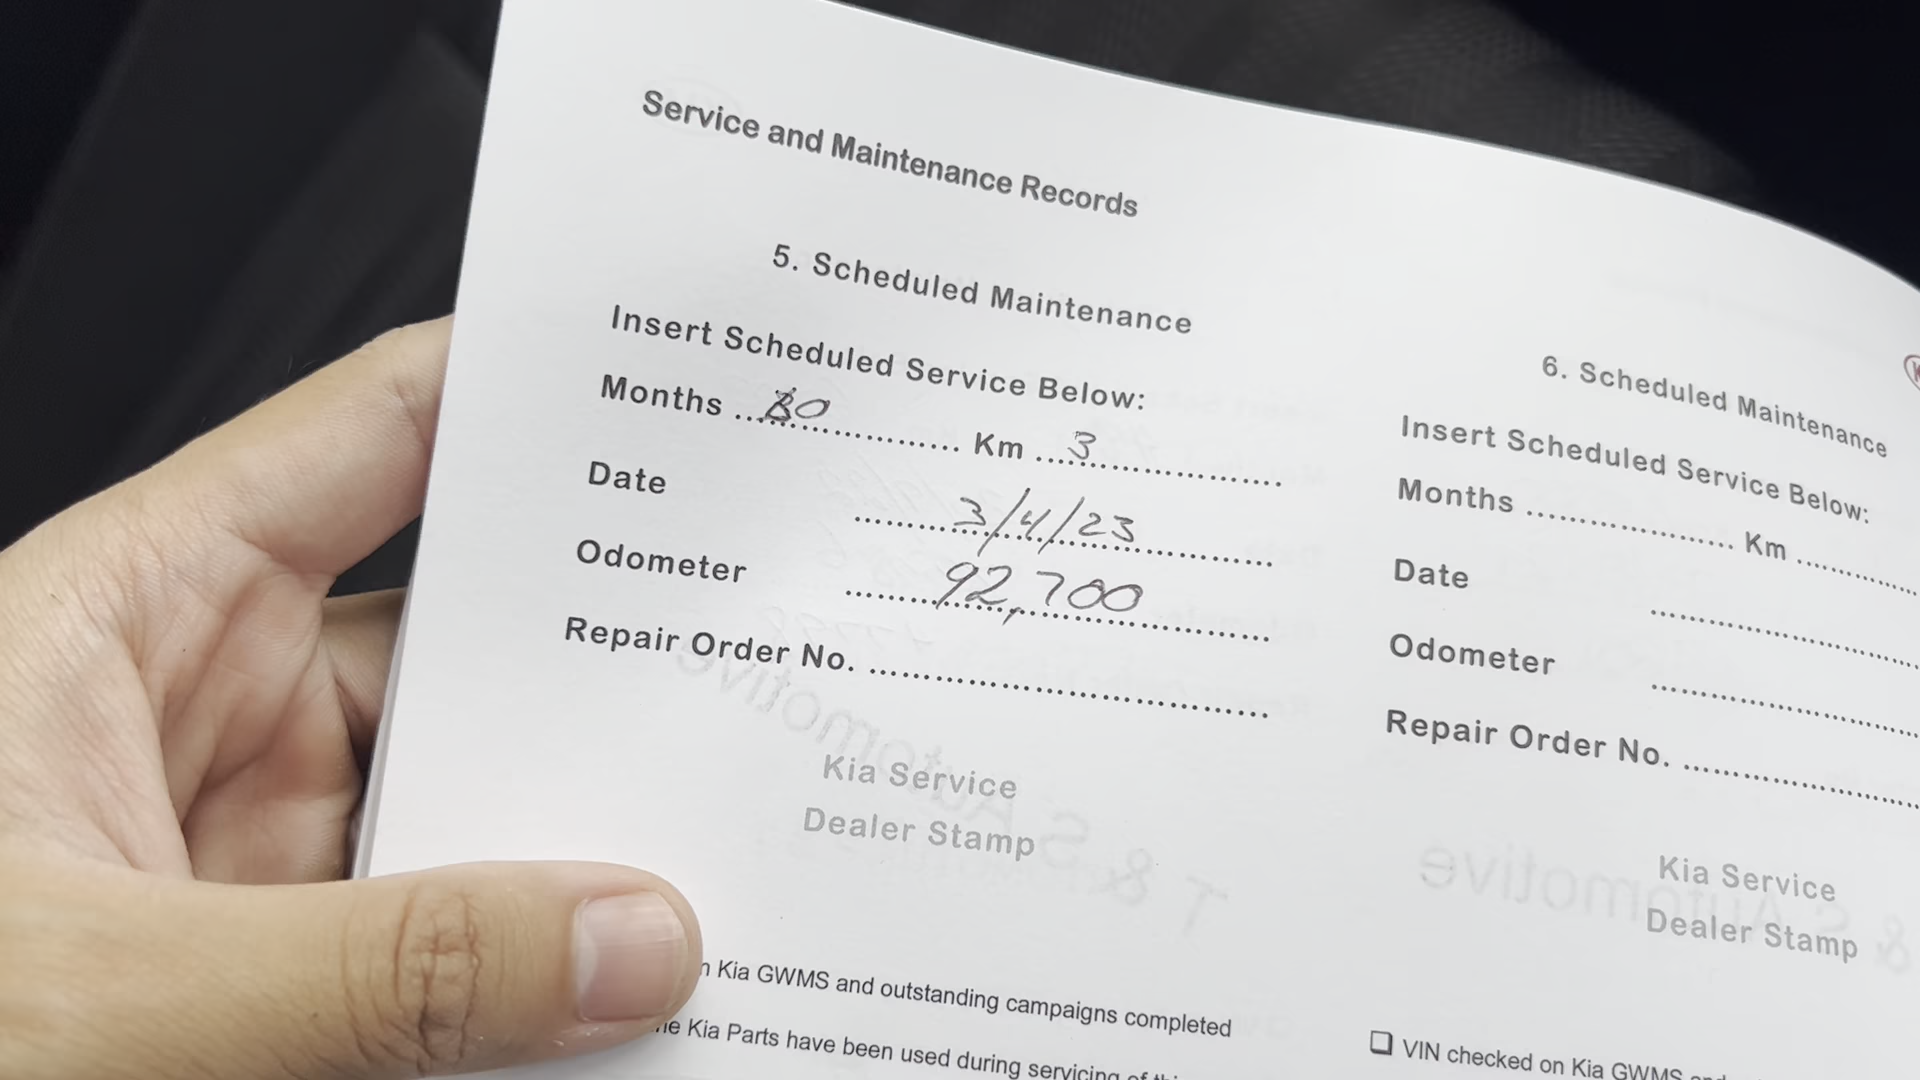 Service and Maintenance Records
5. Scheduled Maintenance
Insert Scheduled Service Below:
Months 80 Km 3
Date 3/4/23
Odometer 92,700
Repair Order No.
Kia Service
Dealer Stamp
Kia GWMS and outstanding campaigns completed
Kia Parts have been used during servicing of
6. Scheduled Maintenance
Insert Scheduled Service Below:
Months Km
Date
Odometer
Repair Order No.
Kia Service
Dealer Stamp
VIN checked on Kia GWMS
T & S Automotive
& S Automotive